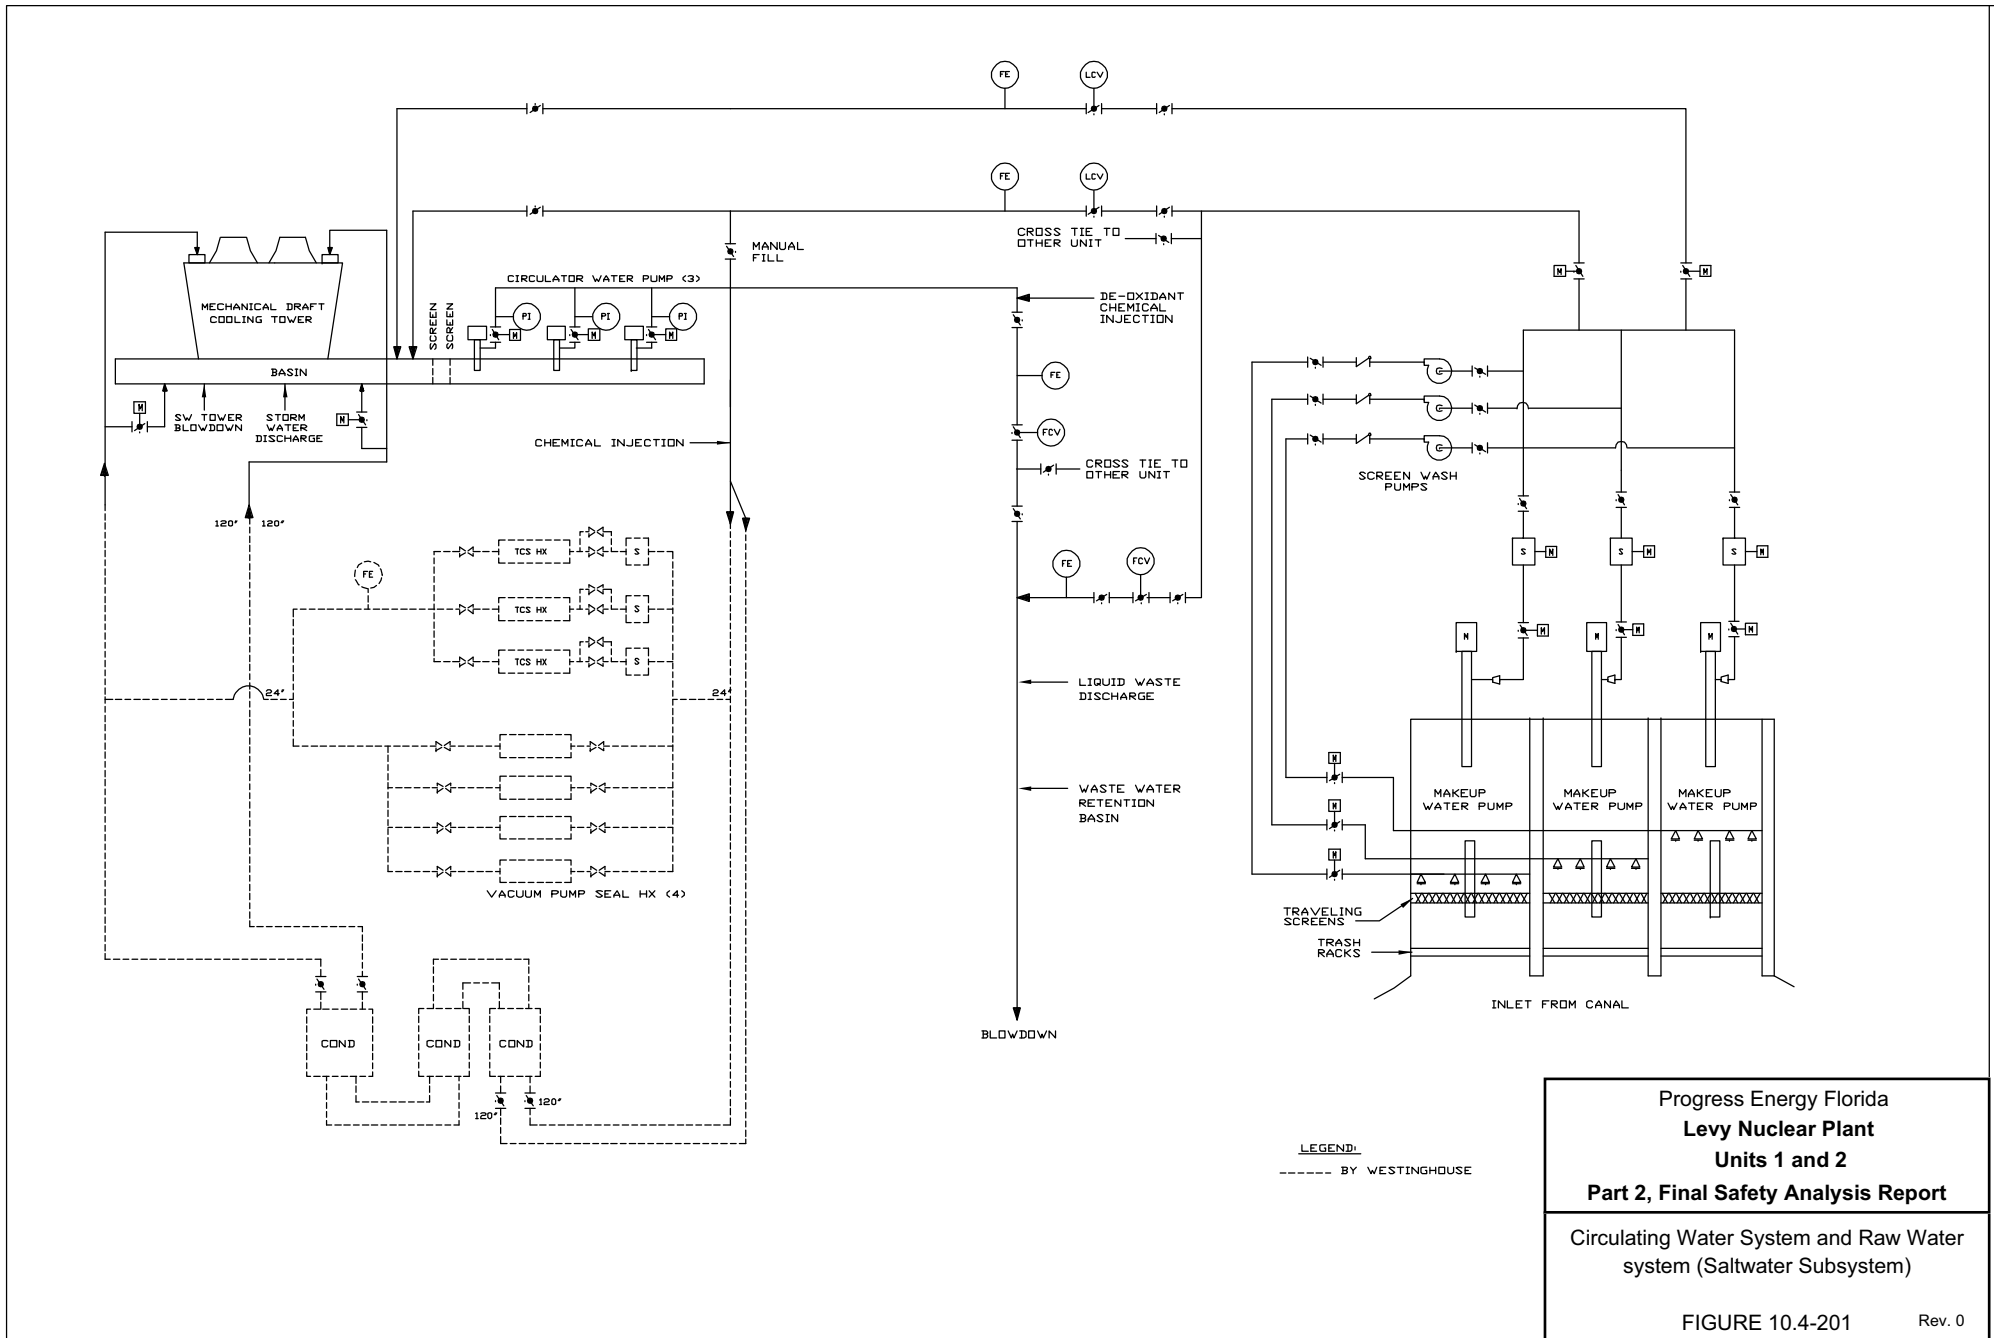 FE
LCV
FE
LCV
CROSS TIE TO
OTHER UNIT
MANUAL
FILL
CIRCULATOR WATER PUMP (3)
M
M
MECHANICAL DRAFT
COOLING TOWER
SCREEN
SCREEN
PI
PI
PI
M
M
M
DE-OXIDANT
CHEMICAL
INJECTION
BASIN
FE
M
M
SW TOWER
BLOWDOWN
STORM
WATER
DISCHARGE
CHEMICAL INJECTION
FCV
CROSS TIE TO
OTHER UNIT
SCREEN WASH
PUMPS
120"
120"
TCS HX
S
FE
TCS HX
S
TCS HX
S
FE
FCV
S
M
S
M
S
M
M
M
M
M
M
M
24"
24"
LIQUID WASTE
DISCHARGE
M
WASTE WATER
RETENTION
BASIN
MAKEUP
WATER PUMP
MAKEUP
WATER PUMP
MAKEUP
WATER PUMP
M
M
VACUUM PUMP SEAL HX (4)
TRAVELING
SCREENS
TRASH
RACKS
INLET FROM CANAL
COND
COND
COND
BLOWDOWN
120"
120"
LEGEND:
BY WESTINGHOUSE
Progress Energy Florida
Levy Nuclear Plant
Units 1 and 2
Part 2, Final Safety Analysis Report
Circulating Water System and Raw Water
system (Saltwater Subsystem)
FIGURE 10.4-201
Rev. 0